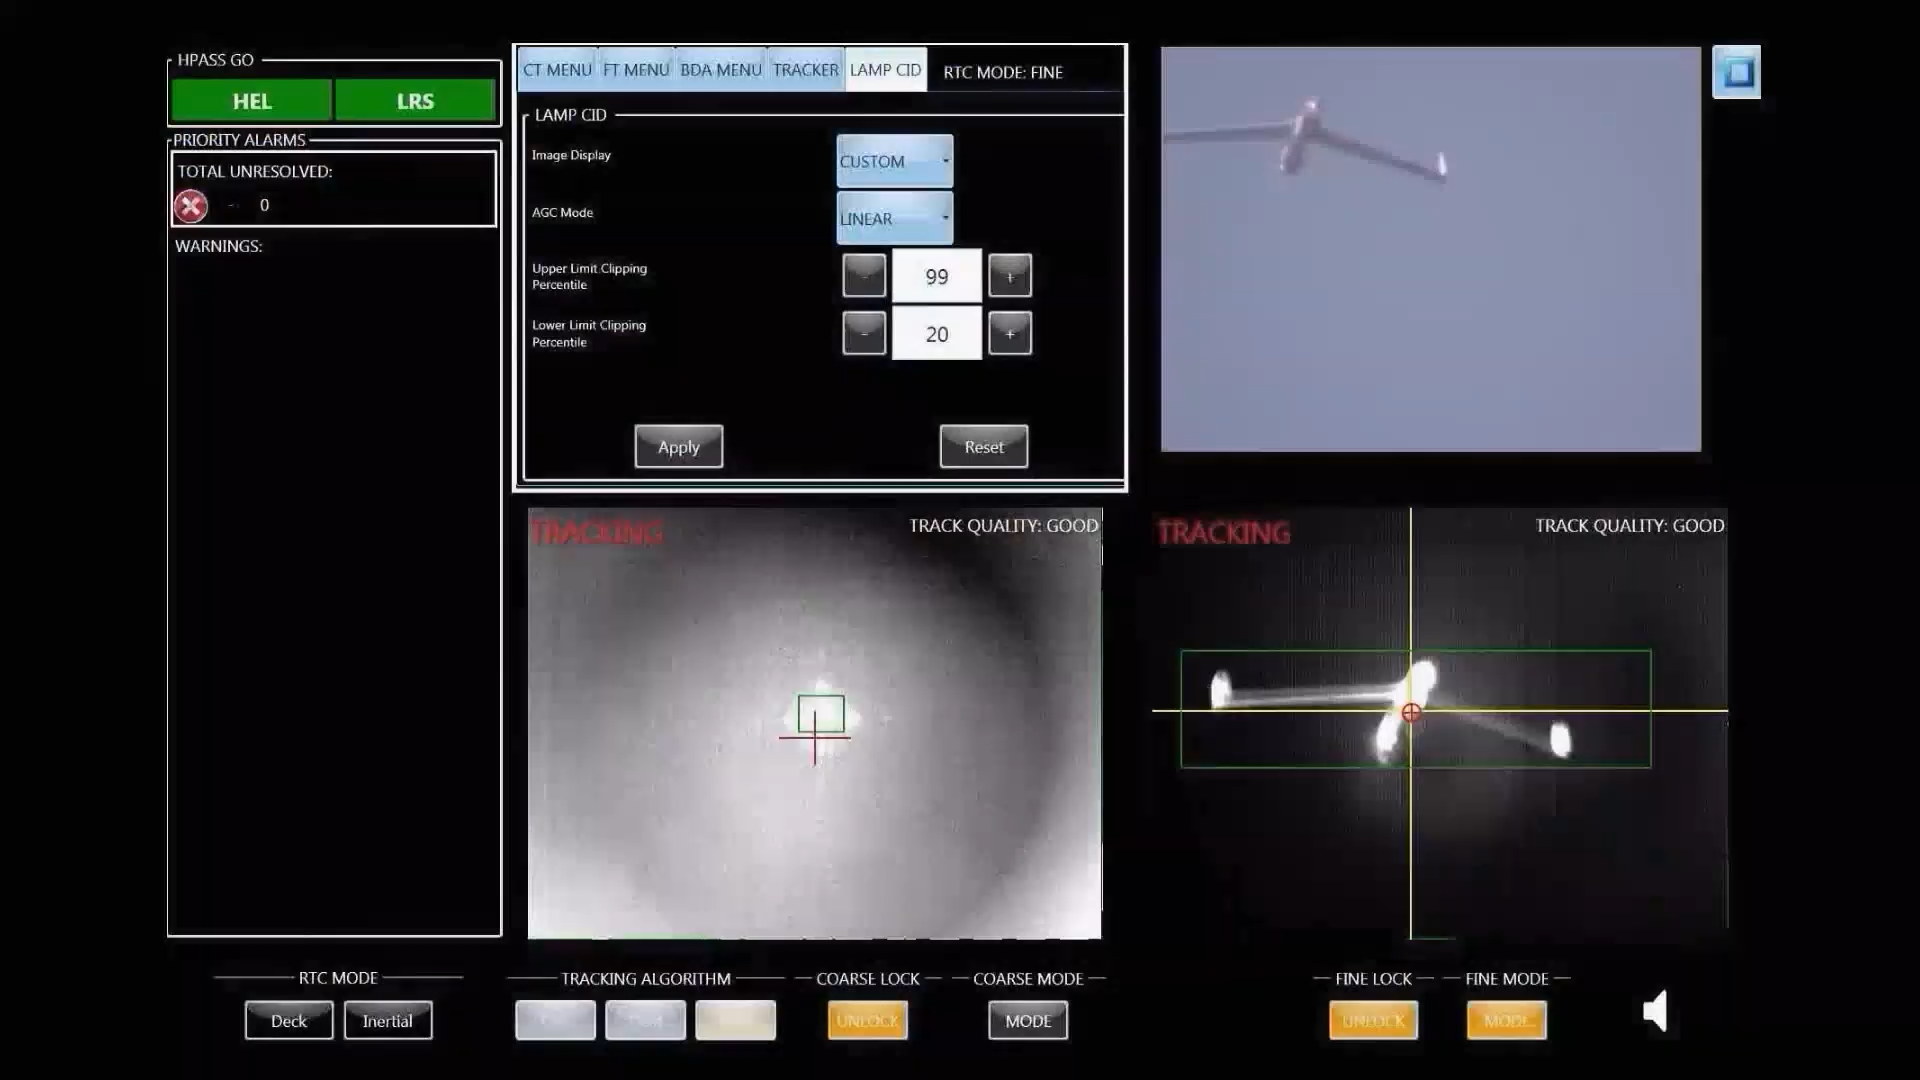 HPASS GO
HEL
LRS
PRIORITY ALARMS
TOTAL UNRESOLVED:
- 0
WARNINGS:
CT MENU
FT MENU
BDA MENU
TRACKER
LAMP CID
RTC MODE: FINE
LAMP CID
Image Display
CUSTOM
AGC Mode
LINEAR
Upper Limit Clipping
Percentile
- 99 +
Lower Limit Clipping
Percentile
- 20 +
Apply
Reset
TRACKING
TRACK QUALITY: GOOD
TRACKING
TRACK QUALITY: GOOD
RTC MODE
Deck
Inertial
TRACKING ALGORITHM
COARSE LOCK
UNLOCK
COARSE MODE
MODE
FINE LOCK
UNLOCK
FINE MODE
MODE